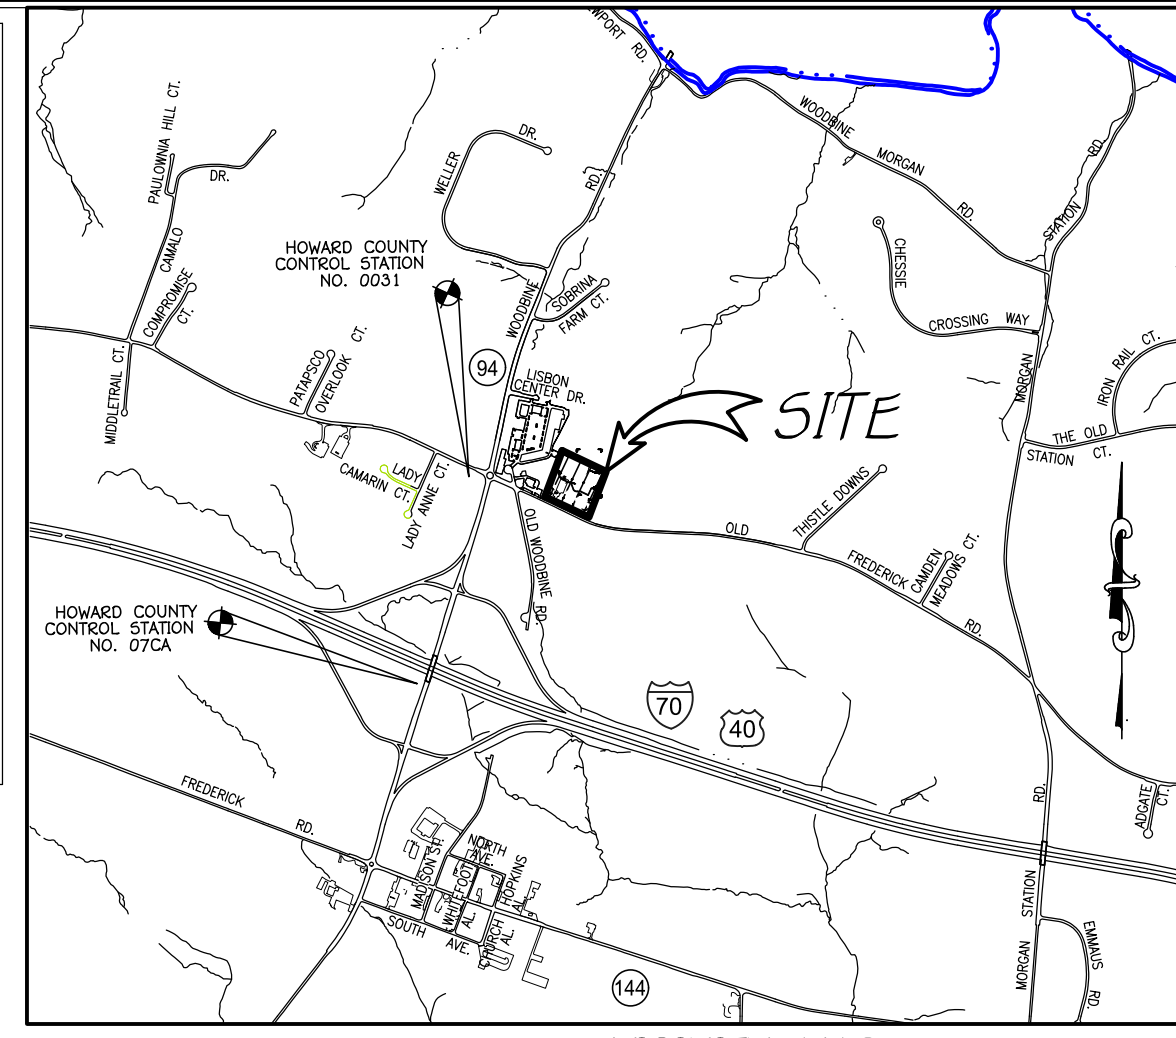 EWPORT RD.
WOODBINE
MORGAN
RD.
STATION
RD.
PAULOWNIA HILL CT.
DR.
CAMALO
COMPROMISE
CT.
MIDDLETRAIL CT.
WELLER
DR.
RD.
WOODBINE
SOBRINA
FARM CT.
HOWARD COUNTY
CONTROL STATION
NO. 0031
94
PATAPSCO
OVERLOOK CT.
LISBON
CENTER DR.
SITE
CHESSIE
CROSSING WAY
MORGAN
IRON RAIL CT.
THE OLD
STATION CT.
LADY
CAMARIN CT.
LADY ANNE CT.
OLD WOODBINE RD.
OLD
THISTLE DOWNS
FREDERICK
CAMDEN
MEADOWS CT.
RD.
HOWARD COUNTY
CONTROL STATION
NO. 07CA
70
40
FREDERICK
RD.
RD.
ADGATE
CT.
MADISON ST.
NORTH
AVE.
WHITEFOOT
AL.
HOPKINS
AL.
CHURCH
AL.
SOUTH
AVE.
144
STATION
MORGAN
EMMAUS
RD.